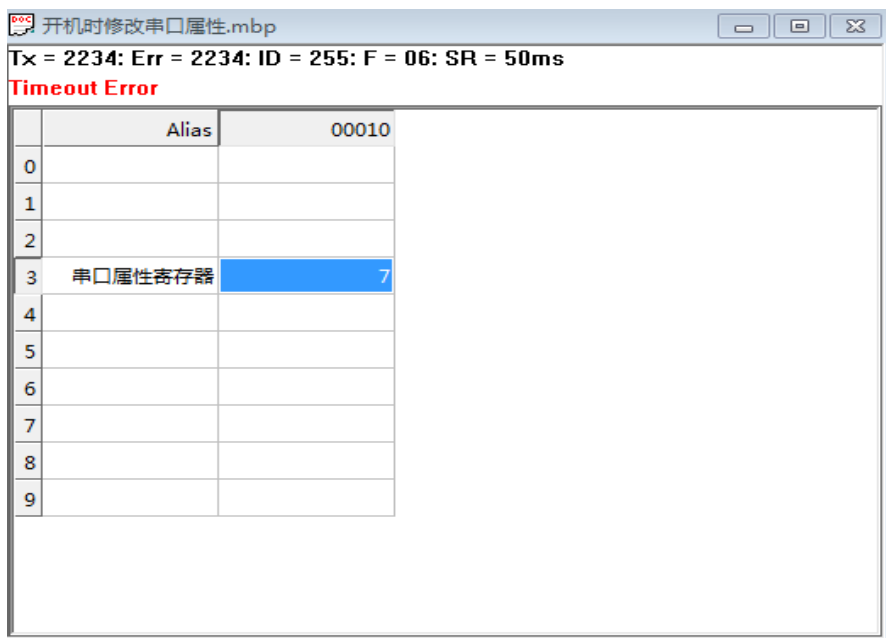 开机时修改串口属性.mbp
Tx = 2234: Err = 2234: ID = 255: F = 06: SR = 50ms
Timeout Error
Alias 00010
0
1
2
3 串口属性寄存器 7
4
5
6
7
8
9